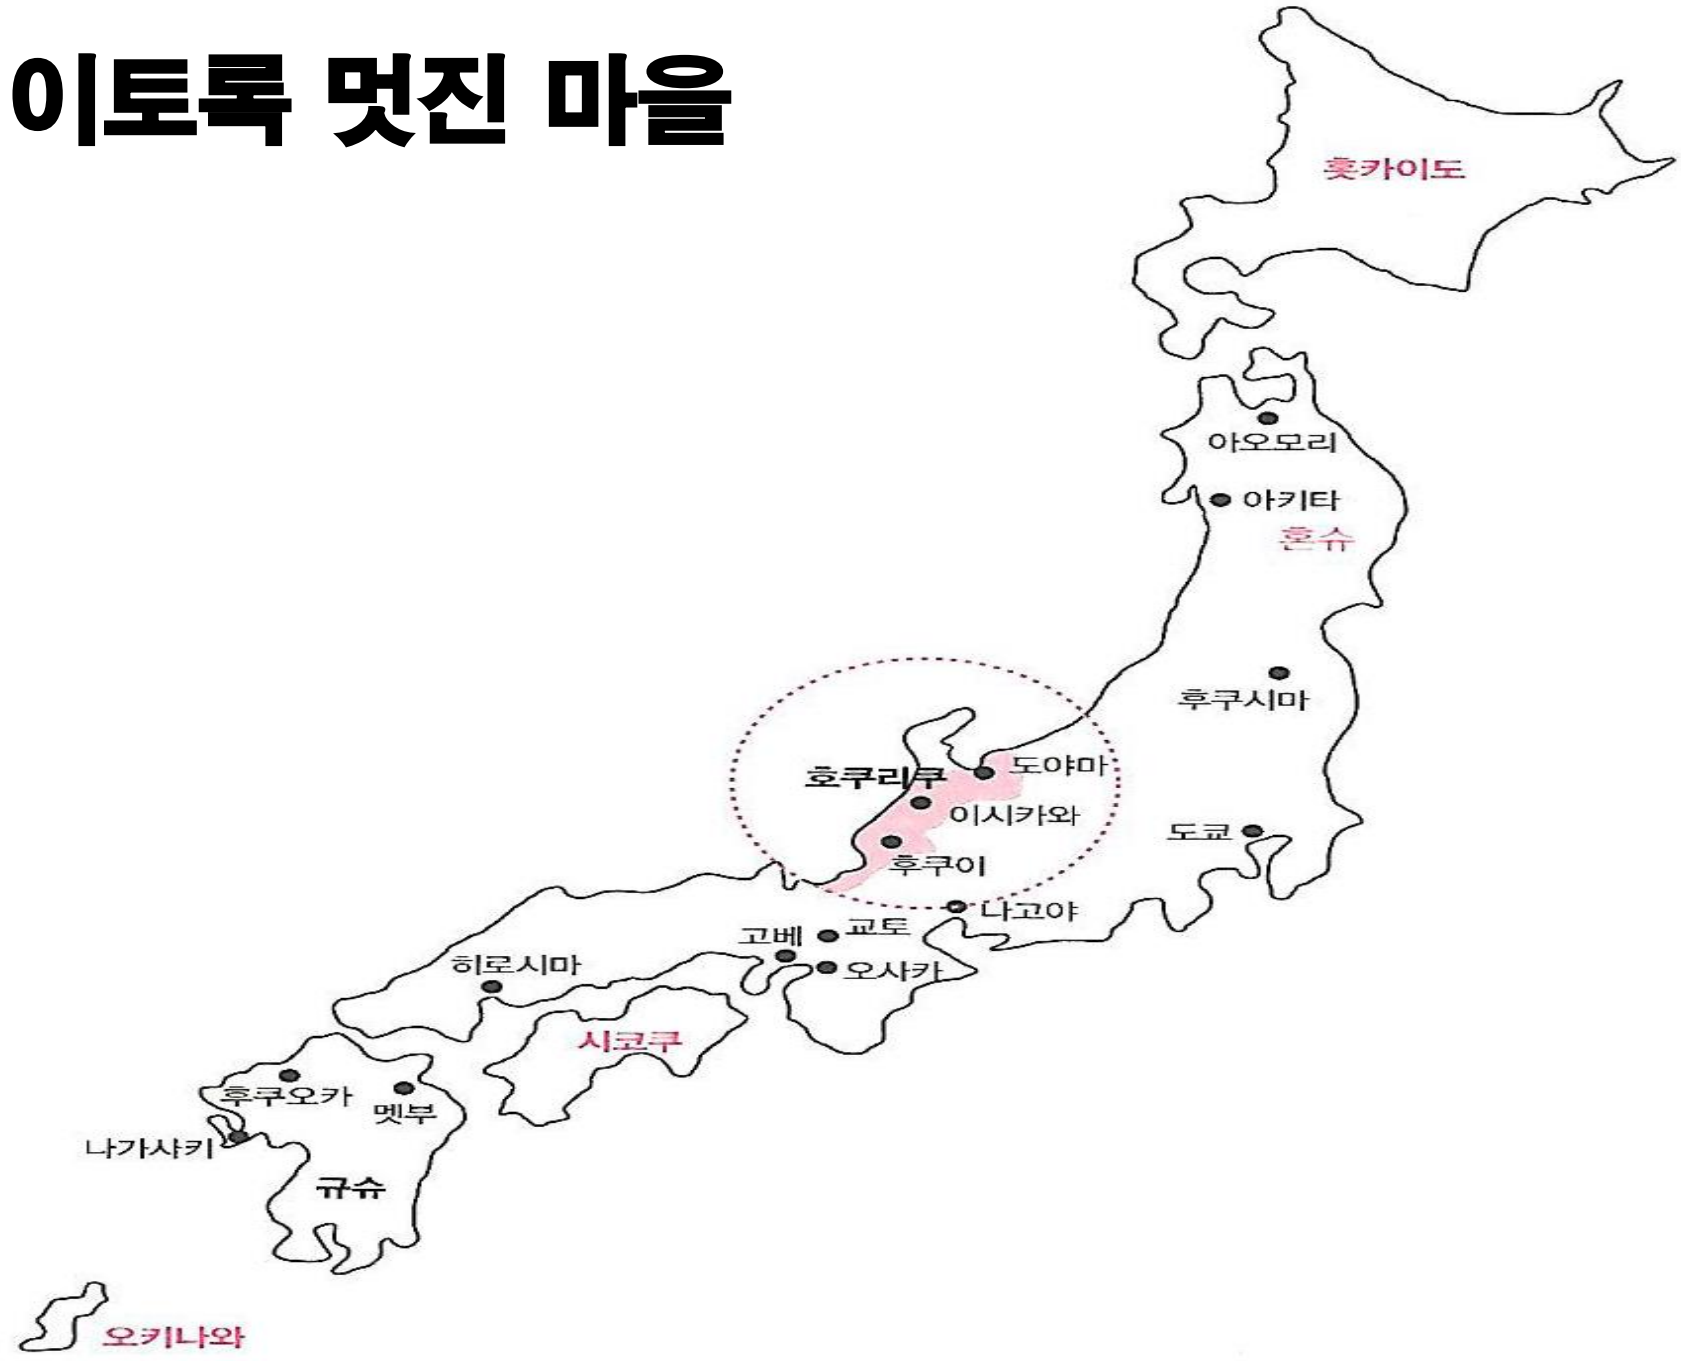 이토록 멋진 마을
홋카이도
아오모리
아키타
혼슈
후쿠시마
도야마
호쿠리쿠
이시카와
도쿄
후쿠이
나고야
교토
고베
오사카
히로시마
시코쿠
후쿠오카
멧부
나가사키
규슈
오키나와